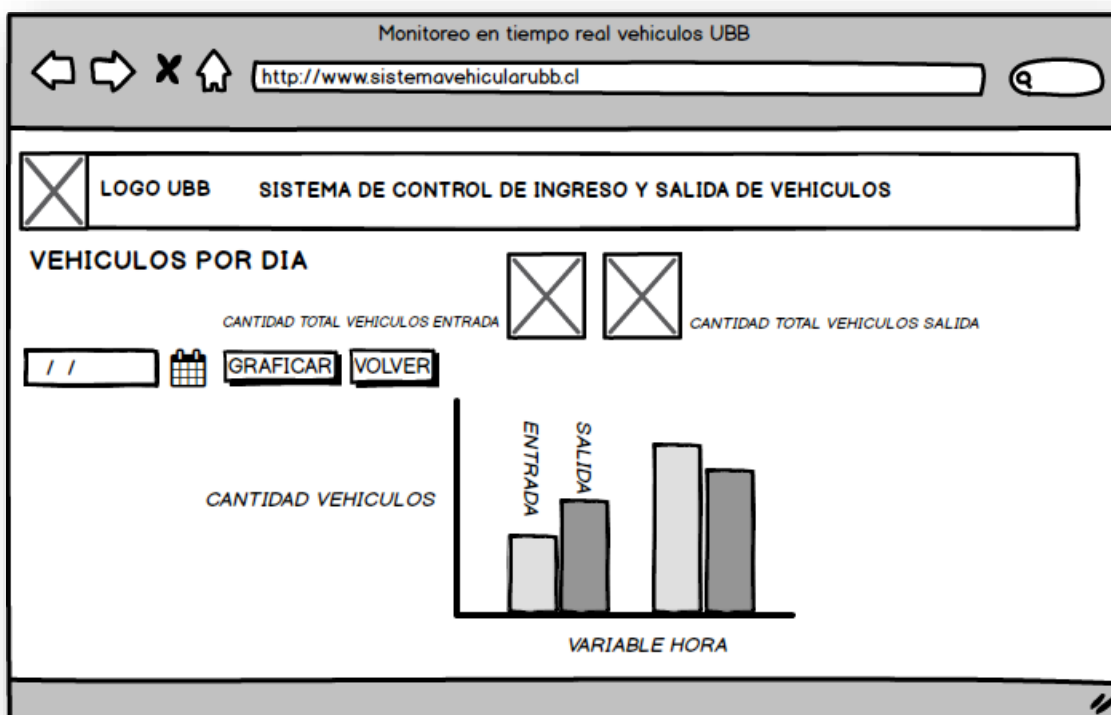 Monitoreo en tiempo real vehiculos UBB
http://www.sistemavehicularubb.cl
LOGO UBB SISTEMA DE CONTROL DE INGRESO Y SALIDA DE VEHICULOS
VEHICULOS POR DIA
CANTIDAD TOTAL VEHICULOS ENTRADA
CANTIDAD TOTAL VEHICULOS SALIDA
/ / GRAFICAR VOLVER
ENTRADA
SALIDA
CANTIDAD VEHICULOS
VARIABLE HORA